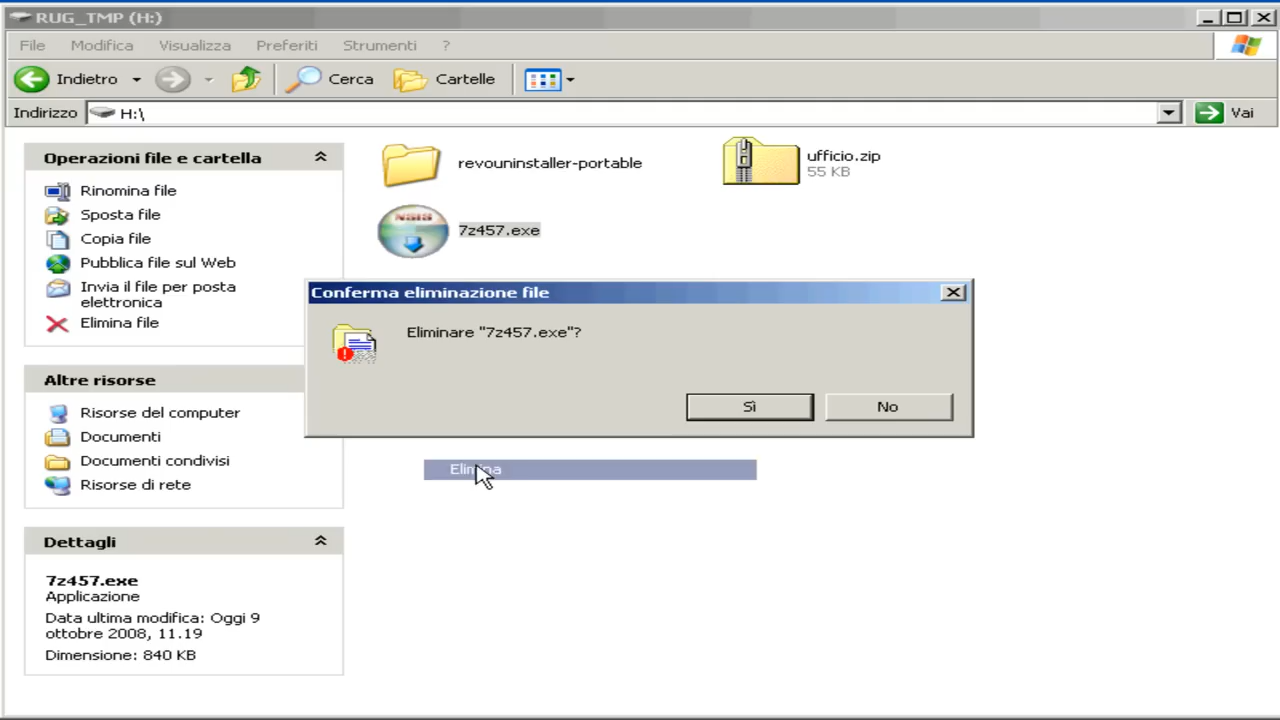 RUG_TMP (H:)
File Modifica Visualizza Preferiti Strumenti ?
Indietro Cerca Cartelle
Indirizzo H:\ Vai
Operazioni file e cartella
Rinomina file
Sposta file
Copia file
Pubblica file sul Web
Invia il file per posta
elettronica
Elimina file
Altre risorse
Risorse del computer
Documenti
Documenti condivisi
Risorse di rete
Dettagli
7z457.exe
Applicazione
Data ultima modifica: Oggi 9
ottobre 2008, 11.19
Dimensione: 840 KB
revouninstaller-portable
ufficio.zip
55 KB
NSIS
7z457.exe
Conferma eliminazione file
Eliminare "7z457.exe"?
Sì No
Elimina